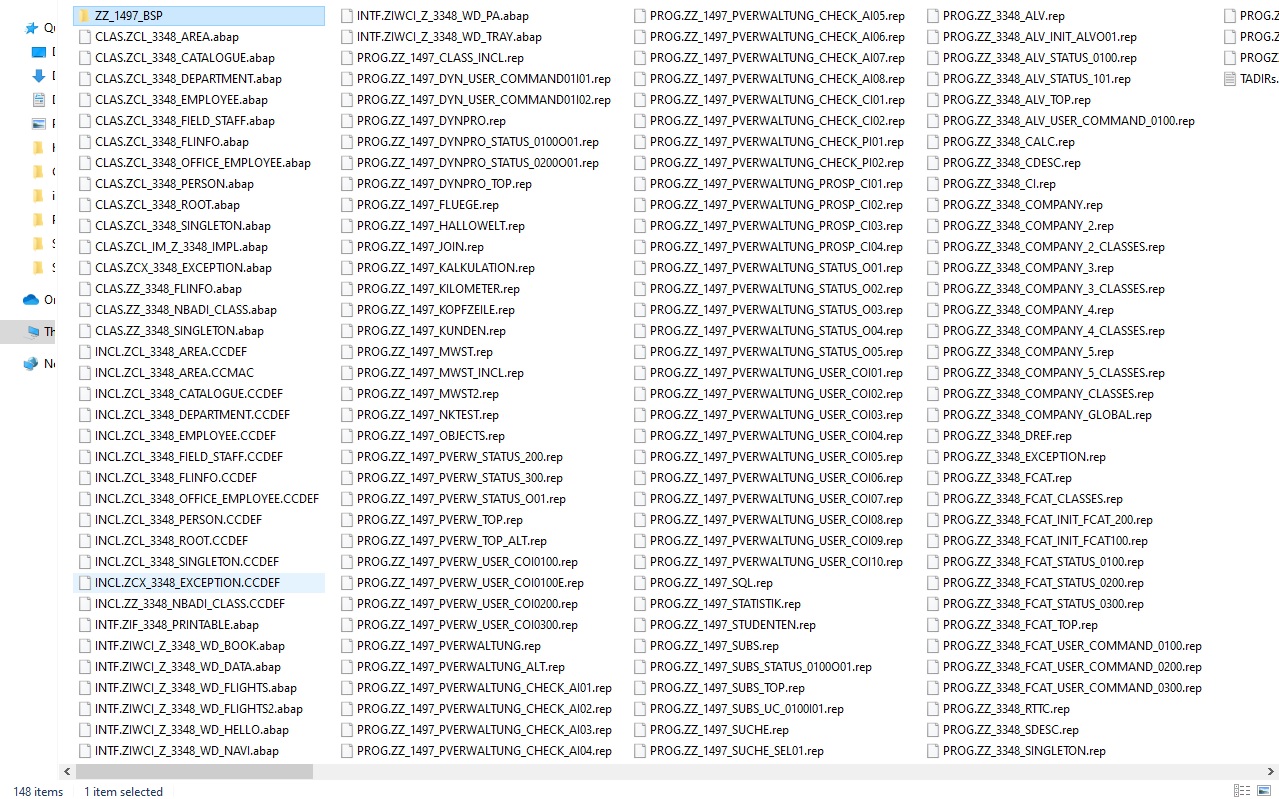 ZZ_1497_BSP
CLAS.ZCL_3348_AREA.abap
CLAS.ZCL_3348_CATALOGUE.abap
CLAS.ZCL_3348_DEPARTMENT.abap
CLAS.ZCL_3348_EMPLOYEE.abap
CLAS.ZCL_3348_FIELD_STAFF.abap
CLAS.ZCL_3348_FLINFO.abap
CLAS.ZCL_3348_OFFICE_EMPLOYEE.abap
CLAS.ZCL_3348_PERSON.abap
CLAS.ZCL_3348_ROOT.abap
CLAS.ZCL_3348_SINGLETON.abap
CLAS.ZCL_IM_Z_3348_IMPL.abap
CLAS.ZCX_3348_EXCEPTION.abap
CLAS.ZZ_3348_FLINFO.abap
CLAS.ZZ_3348_NBADI_CLASS.abap
CLAS.ZZ_3348_SINGLETON.abap
INCL.ZCL_3348_AREA.CCDEF
INCL.ZCL_3348_AREA.CCMAC
INCL.ZCL_3348_CATALOGUE.CCDEF
INCL.ZCL_3348_DEPARTMENT.CCDEF
INCL.ZCL_3348_EMPLOYEE.CCDEF
INCL.ZCL_3348_FIELD_STAFF.CCDEF
INCL.ZCL_3348_FLINFO.CCDEF
INCL.ZCL_3348_OFFICE_EMPLOYEE.CCDEF
INCL.ZCL_3348_PERSON.CCDEF
INCL.ZCL_3348_ROOT.CCDEF
INCL.ZCL_3348_SINGLETON.CCDEF
INCL.ZCX_3348_EXCEPTION.CCDEF
INCL.ZZ_3348_NBADI_CLASS.CCDEF
INTF.ZIF_3348_PRINTABLE.abap
INTF.ZIWCI_Z_3348_WD_BOOK.abap
INTF.ZIWCI_Z_3348_WD_DATA.abap
INTF.ZIWCI_Z_3348_WD_FLIGHTS.abap
INTF.ZIWCI_Z_3348_WD_FLIGHTS2.abap
INTF.ZIWCI_Z_3348_WD_HELLO.abap
INTF.ZIWCI_Z_3348_WD_NAVI.abap
INTF.ZIWCI_Z_3348_WD_PA.abap
INTF.ZIWCI_Z_3348_WD_TRAY.abap
PROG.ZZ_1497_CLASS_INCL.rep
PROG.ZZ_1497_DYN_USER_COMMAND01I01.rep
PROG.ZZ_1497_DYN_USER_COMMAND01I02.rep
PROG.ZZ_1497_DYNPRO.rep
PROG.ZZ_1497_DYNPRO_STATUS_0100O01.rep
PROG.ZZ_1497_DYNPRO_STATUS_0200O01.rep
PROG.ZZ_1497_DYNPRO_TOP.rep
PROG.ZZ_1497_FLUEGE.rep
PROG.ZZ_1497_HALLOWELT.rep
PROG.ZZ_1497_JOIN.rep
PROG.ZZ_1497_KALKULATION.rep
PROG.ZZ_1497_KILOMETER.rep
PROG.ZZ_1497_KOPFZEILE.rep
PROG.ZZ_1497_KUNDEN.rep
PROG.ZZ_1497_MWST.rep
PROG.ZZ_1497_MWST_INCL.rep
PROG.ZZ_1497_MWST2.rep
PROG.ZZ_1497_NKTEST.rep
PROG.ZZ_1497_OBJECTS.rep
PROG.ZZ_1497_PVERW_STATUS_200.rep
PROG.ZZ_1497_PVERW_STATUS_300.rep
PROG.ZZ_1497_PVERW_STATUS_O01.rep
PROG.ZZ_1497_PVERW_TOP.rep
PROG.ZZ_1497_PVERW_TOP_ALT.rep
PROG.ZZ_1497_PVERW_USER_COI0100.rep
PROG.ZZ_1497_PVERW_USER_COI0100E.rep
PROG.ZZ_1497_PVERW_USER_COI0200.rep
PROG.ZZ_1497_PVERW_USER_COI0300.rep
PROG.ZZ_1497_PVERWALTUNG.rep
PROG.ZZ_1497_PVERWALTUNG_ALT.rep
PROG.ZZ_1497_PVERWALTUNG_CHECK_AI01.rep
PROG.ZZ_1497_PVERWALTUNG_CHECK_AI02.rep
PROG.ZZ_1497_PVERWALTUNG_CHECK_AI03.rep
PROG.ZZ_1497_PVERWALTUNG_CHECK_AI04.rep
PROG.ZZ_1497_PVERWALTUNG_CHECK_AI05.rep
PROG.ZZ_1497_PVERWALTUNG_CHECK_AI06.rep
PROG.ZZ_1497_PVERWALTUNG_CHECK_AI07.rep
PROG.ZZ_1497_PVERWALTUNG_CHECK_AI08.rep
PROG.ZZ_1497_PVERWALTUNG_CHECK_CI01.rep
PROG.ZZ_1497_PVERWALTUNG_CHECK_CI02.rep
PROG.ZZ_1497_PVERWALTUNG_CHECK_PI01.rep
PROG.ZZ_1497_PVERWALTUNG_CHECK_PI02.rep
PROG.ZZ_1497_PVERWALTUNG_PROSP_CI01.rep
PROG.ZZ_1497_PVERWALTUNG_PROSP_CI02.rep
PROG.ZZ_1497_PVERWALTUNG_PROSP_CI03.rep
PROG.ZZ_1497_PVERWALTUNG_PROSP_CI04.rep
PROG.ZZ_1497_PVERWALTUNG_STATUS_O01.rep
PROG.ZZ_1497_PVERWALTUNG_STATUS_O02.rep
PROG.ZZ_1497_PVERWALTUNG_STATUS_O03.rep
PROG.ZZ_1497_PVERWALTUNG_STATUS_O04.rep
PROG.ZZ_1497_PVERWALTUNG_STATUS_O05.rep
PROG.ZZ_1497_PVERWALTUNG_USER_COI01.rep
PROG.ZZ_1497_PVERWALTUNG_USER_COI02.rep
PROG.ZZ_1497_PVERWALTUNG_USER_COI03.rep
PROG.ZZ_1497_PVERWALTUNG_USER_COI04.rep
PROG.ZZ_1497_PVERWALTUNG_USER_COI05.rep
PROG.ZZ_1497_PVERWALTUNG_USER_COI06.rep
PROG.ZZ_1497_PVERWALTUNG_USER_COI07.rep
PROG.ZZ_1497_PVERWALTUNG_USER_COI08.rep
PROG.ZZ_1497_PVERWALTUNG_USER_COI09.rep
PROG.ZZ_1497_PVERWALTUNG_USER_COI10.rep
PROG.ZZ_1497_SQL.rep
PROG.ZZ_1497_STATISTIK.rep
PROG.ZZ_1497_STUDENTEN.rep
PROG.ZZ_1497_SUBS.rep
PROG.ZZ_1497_SUBS_STATUS_0100O01.rep
PROG.ZZ_1497_SUBS_TOP.rep
PROG.ZZ_1497_SUBS_UC_0100I01.rep
PROG.ZZ_1497_SUCHE.rep
PROG.ZZ_1497_SUCHE_SEL01.rep
PROG.ZZ_3348_ALV.rep
PROG.ZZ_3348_ALV_INIT_ALVO01.rep
PROG.ZZ_3348_ALV_STATUS_0100.rep
PROG.ZZ_3348_ALV_STATUS_101.rep
PROG.ZZ_3348_ALV_TOP.rep
PROG.ZZ_3348_ALV_USER_COMMAND_0100.rep
PROG.ZZ_3348_CALC.rep
PROG.ZZ_3348_CDESC.rep
PROG.ZZ_3348_CI.rep
PROG.ZZ_3348_COMPANY.rep
PROG.ZZ_3348_COMPANY_2.rep
PROG.ZZ_3348_COMPANY_2_CLASSES.rep
PROG.ZZ_3348_COMPANY_3.rep
PROG.ZZ_3348_COMPANY_3_CLASSES.rep
PROG.ZZ_3348_COMPANY_4.rep
PROG.ZZ_3348_COMPANY_4_CLASSES.rep
PROG.ZZ_3348_COMPANY_5.rep
PROG.ZZ_3348_COMPANY_5_CLASSES.rep
PROG.ZZ_3348_COMPANY_CLASSES.rep
PROG.ZZ_3348_COMPANY_GLOBAL.rep
PROG.ZZ_3348_DREF.rep
PROG.ZZ_3348_EXCEPTION.rep
PROG.ZZ_3348_FCAT.rep
PROG.ZZ_3348_FCAT_CLASSES.rep
PROG.ZZ_3348_FCAT_INIT_FCAT_200.rep
PROG.ZZ_3348_FCAT_INIT_FCAT100.rep
PROG.ZZ_3348_FCAT_STATUS_0100.rep
PROG.ZZ_3348_FCAT_STATUS_0200.rep
PROG.ZZ_3348_FCAT_STATUS_0300.rep
PROG.ZZ_3348_FCAT_TOP.rep
PROG.ZZ_3348_FCAT_USER_COMMAND_0100.rep
PROG.ZZ_3348_FCAT_USER_COMMAND_0200.rep
PROG.ZZ_3348_FCAT_USER_COMMAND_0300.rep
PROG.ZZ_3348_RTTC.rep
PROG.ZZ_3348_SDESC.rep
PROG.ZZ_3348_SINGLETON.rep
PROG.Z
PROG.Z
PROG.Z
TADIRs.
148 items 1 item selected